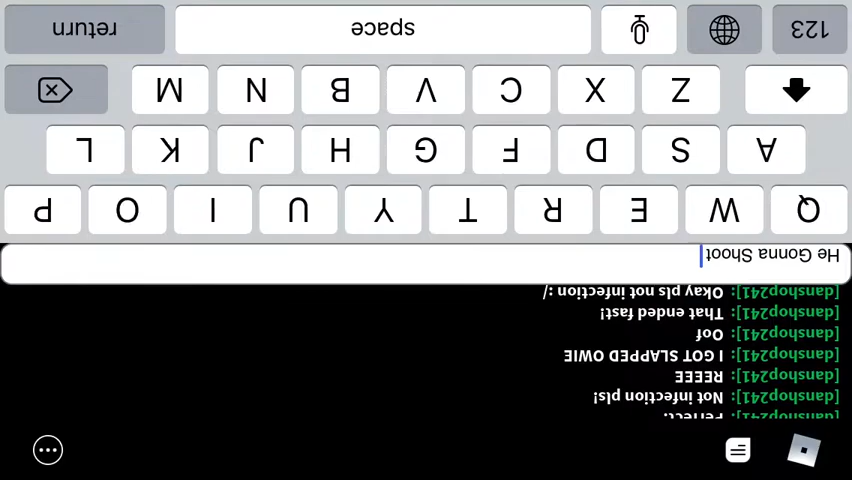 Perfect.
[danshop241]: Not infection pls!
[danshop241]: REEEE
[danshop241]: I GOT SLAPPED OWIE
[danshop241]: Oof
[danshop241]: That ended fast!
[danshop241]: Okay pls not infection :/
He Gonna Shoot
Q W E R T Y U I O P
A S D F G H J K L
Z X C V B N M
123 space return